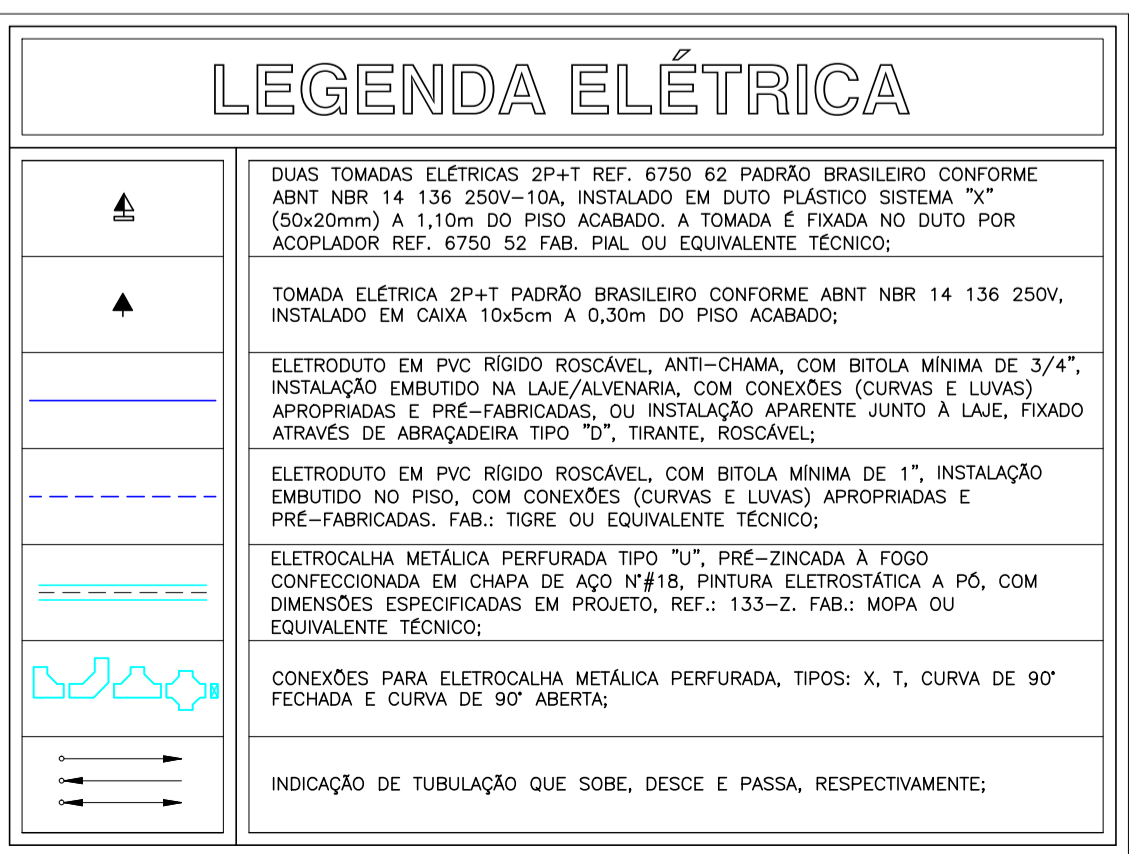 LEGENDA ELÉTRICA
DUAS TOMADAS ELÉTRICAS 2P+T REF. 6750 62 PADRÃO BRASILEIRO CONFORME
ABNT NBR 14 136 250V-10A, INSTALADO EM DUTO PLÁSTICO SISTEMA "X"
(50x20mm) A 1,10m DO PISO ACABADO. A TOMADA É FIXADA NO DUTO POR
ACOPLADOR REF. 6750 52 FAB. PIAL OU EQUIVALENTE TÉCNICO;
TOMADA ELÉTRICA 2P+T PADRÃO BRASILEIRO CONFORME ABNT NBR 14 136 250V,
INSTALADO EM CAIXA 10x5cm A 0,30m DO PISO ACABADO;
ELETRODUTO EM PVC RÍGIDO ROSCÁVEL, ANTI-CHAMA, COM BITOLA MÍNIMA DE 3/4",
INSTALAÇÃO EMBUTIDO NA LAJE/ALVENARIA, COM CONEXÕES (CURVAS E LUVAS)
APROPRIADAS E PRÉ-FABRICADAS, OU INSTALAÇÃO APARENTE JUNTO À LAJE, FIXADO
ATRAVÉS DE ABRAÇADEIRA TIPO "D", TIRANTE, ROSCÁVEL;
ELETRODUTO EM PVC RÍGIDO ROSCÁVEL, COM BITOLA MÍNIMA DE 1", INSTALAÇÃO
EMBUTIDO NO PISO, COM CONEXÕES (CURVAS E LUVAS) APROPRIADAS E
PRÉ-FABRICADAS. FAB.: TIGRE OU EQUIVALENTE TÉCNICO;
ELETROCALHA METÁLICA PERFURADA TIPO "U", PRÉ-ZINCADA À FOGO
CONFECCIONADA EM CHAPA DE AÇO N°#18, PINTURA ELETROSTÁTICA A PÓ, COM
DIMENSÕES ESPECIFICADAS EM PROJETO, REF.: 133-Z. FAB.: MOPA OU
EQUIVALENTE TÉCNICO;
CONEXÕES PARA ELETROCALHA METÁLICA PERFURADA, TIPOS: X, T, CURVA DE 90°
FECHADA E CURVA DE 90° ABERTA;
INDICAÇÃO DE TUBULAÇÃO QUE SOBE, DESCE E PASSA, RESPECTIVAMENTE;